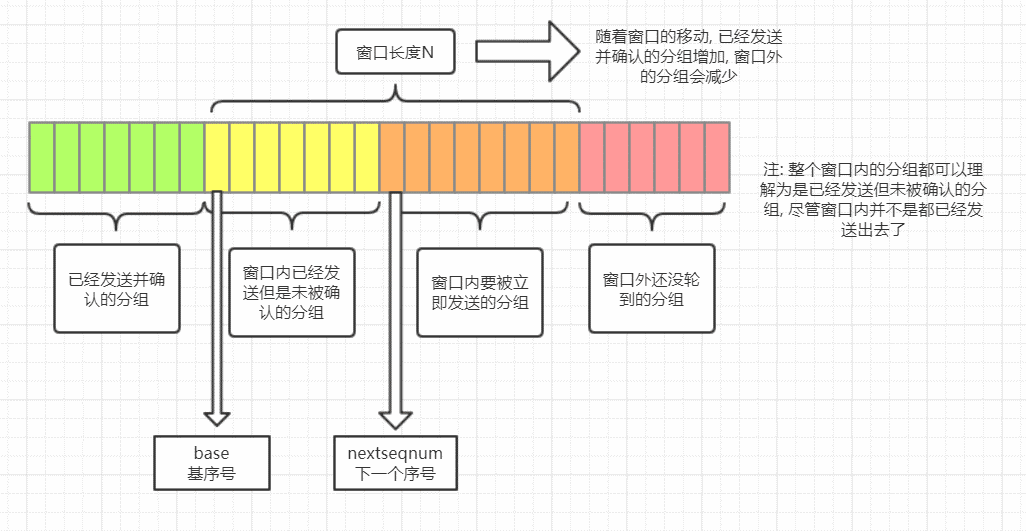 窗口长度N
随着窗口的移动, 已经发送
并确认的分组增加, 窗口外
的分组会减少
注: 整个窗口内的分组都可以理
解为是已经发送但未被确认的分
组, 尽管窗口内并不是都已经发
送出去了
已经发送并确
认的分组
窗口内已经发
送但是未被确
认的分组
窗口内要被立
即发送的分组
窗口外还没轮
到的分组
base
基序号
nextseqnum
下一个序号